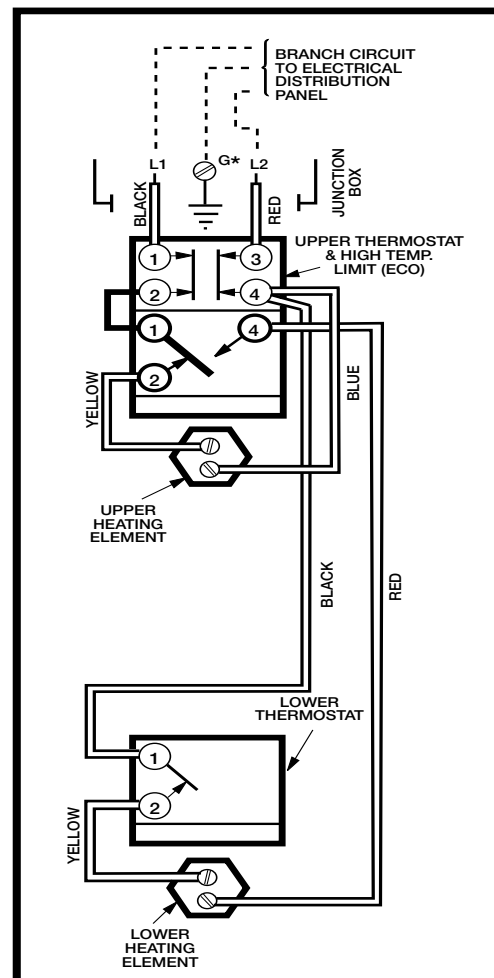 BRANCH CIRCUIT
TO ELECTRICAL
DISTRIBUTION
PANEL
L1
G*
L2
JUNCTION
BOX
BLACK
RED
UPPER THERMOSTAT
& HIGH TEMP.
LIMIT (ECO)
1
3
2
4
1
4
2
YELLOW
BLUE
UPPER
HEATING
ELEMENT
BLACK
RED
LOWER
THERMOSTAT
1
2
YELLOW
LOWER
HEATING
ELEMENT